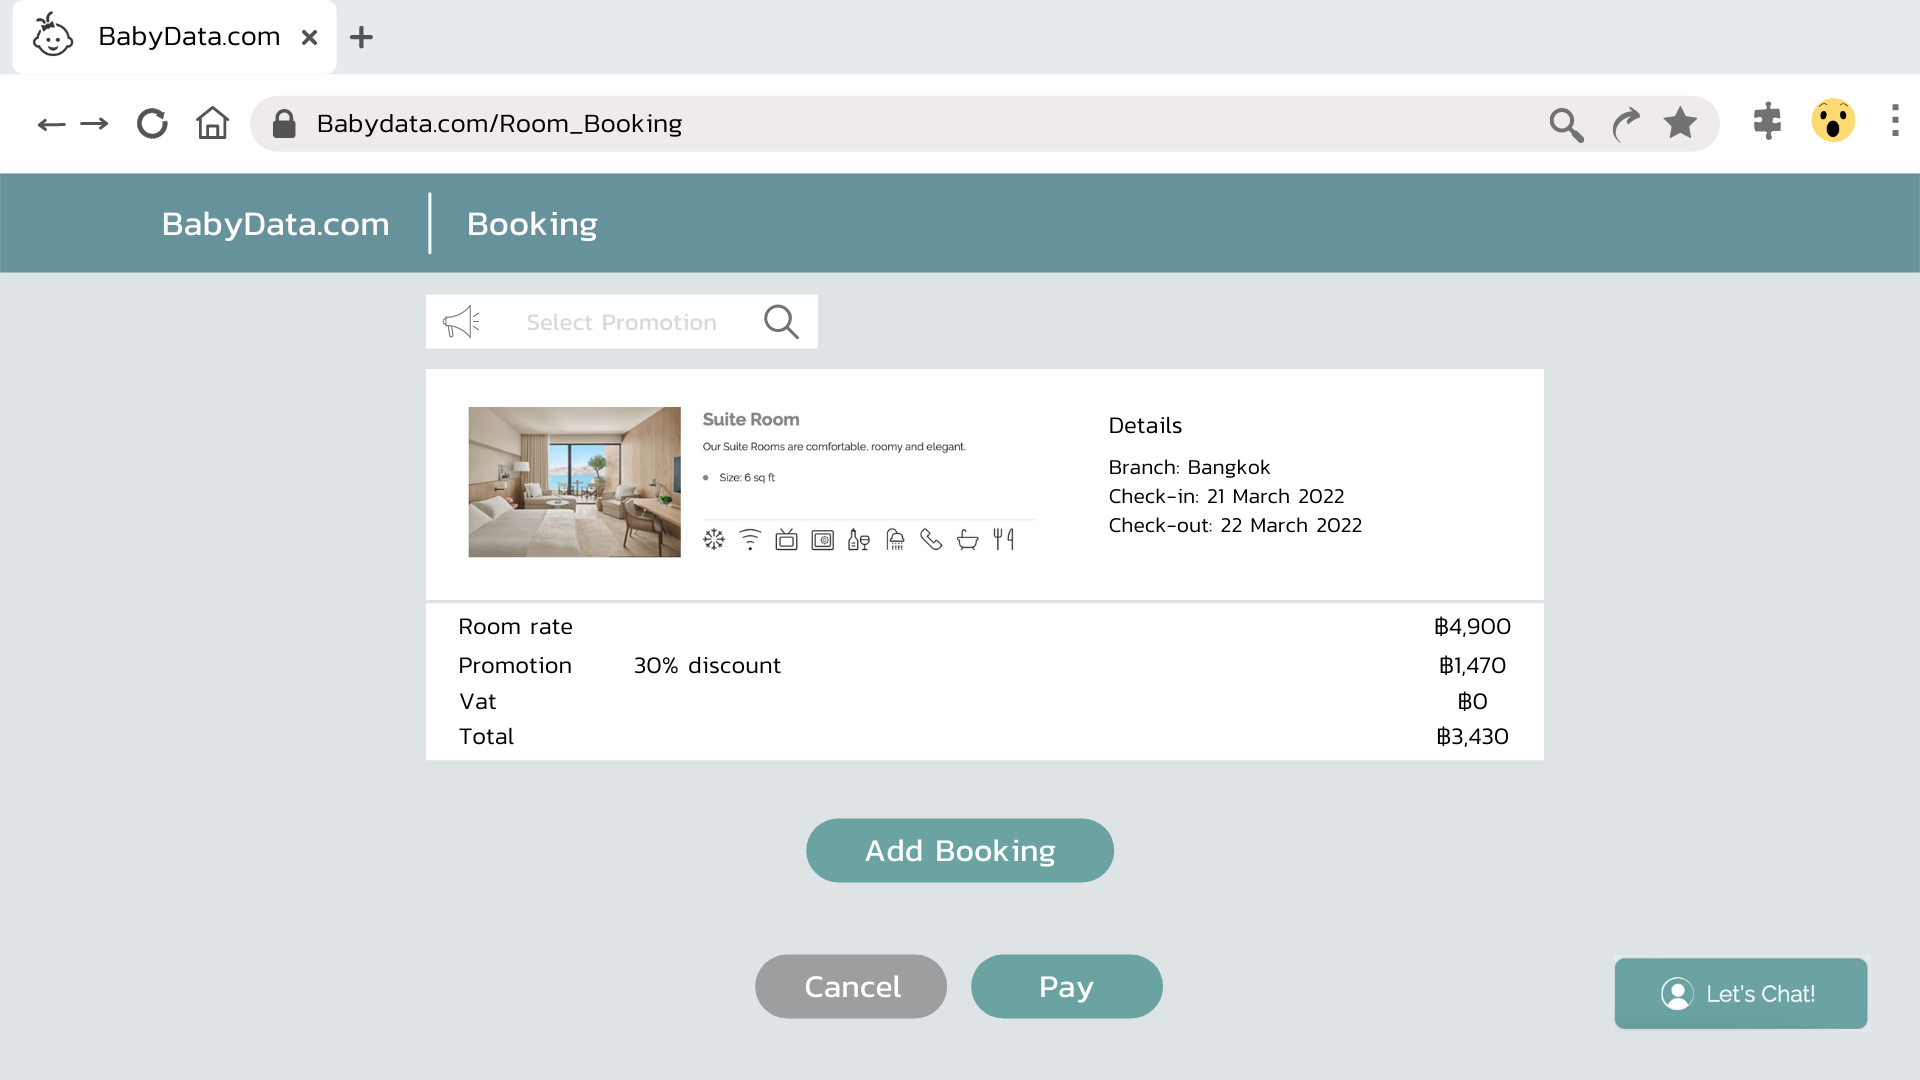 BabyData.com
Babydata.com/Room_Booking
BabyData.com Booking
Select Promotion
Suite Room
Our Suite Rooms are comfortable, roomy and elegant.
Size: 6 sq ft
Details
Branch: Bangkok
Check-in: 21 March 2022
Check-out: 22 March 2022
Room rate ฿4,900
Promotion 30% discount ฿1,470
Vat ฿0
Total ฿3,430
Add Booking
Cancel Pay
Let's Chat!